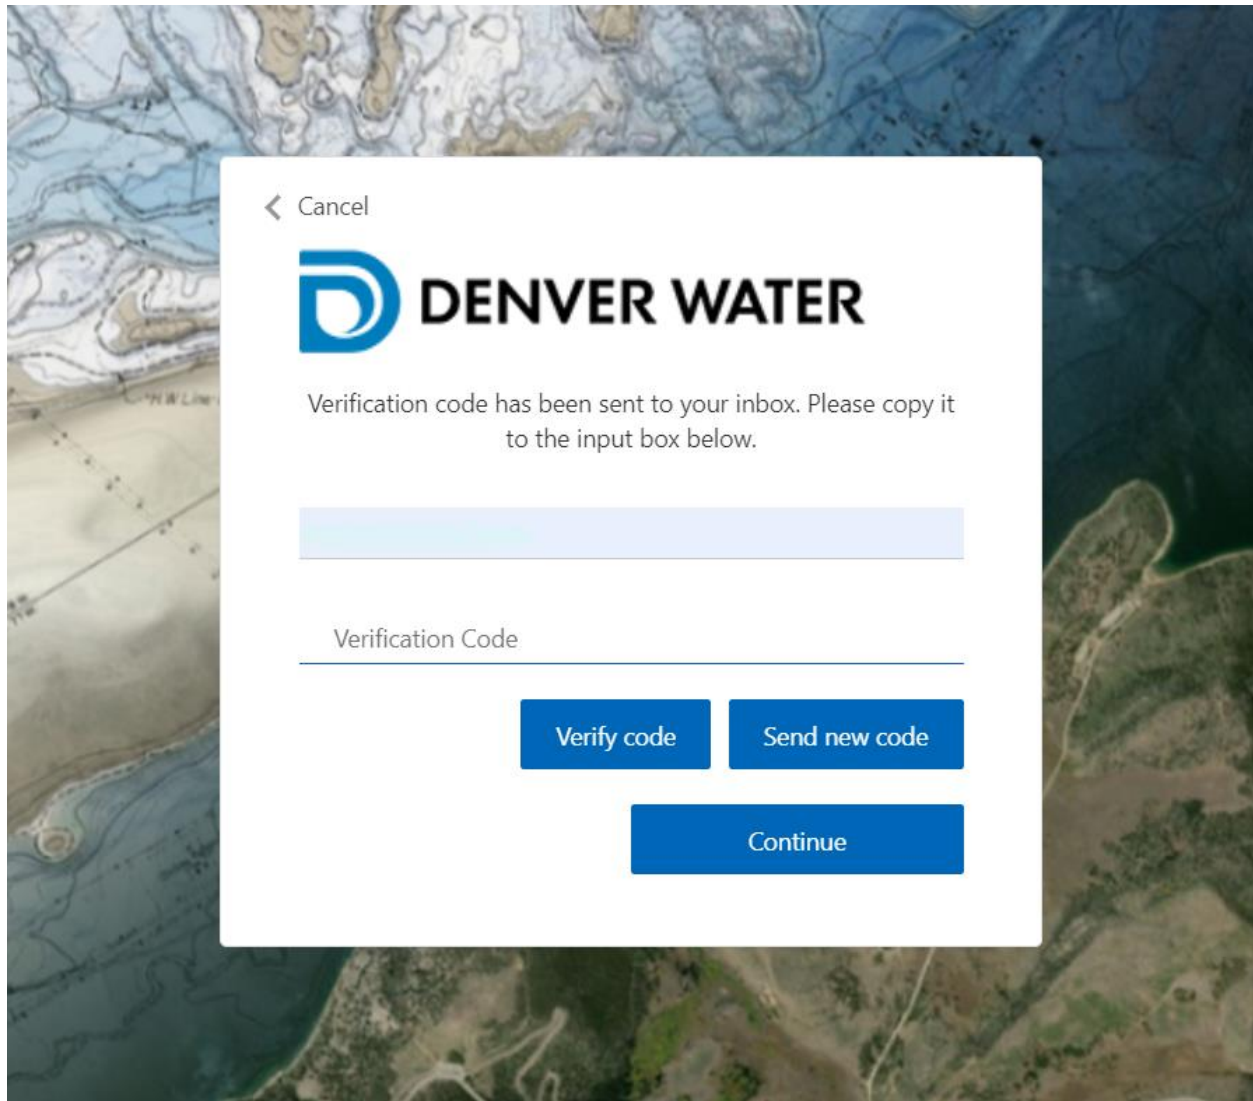 Cancel
DENVER WATER
Verification code has been sent to your inbox. Please copy it
to the input box below.
H W Line
Verification Code
Verify code
Send new code
Continue